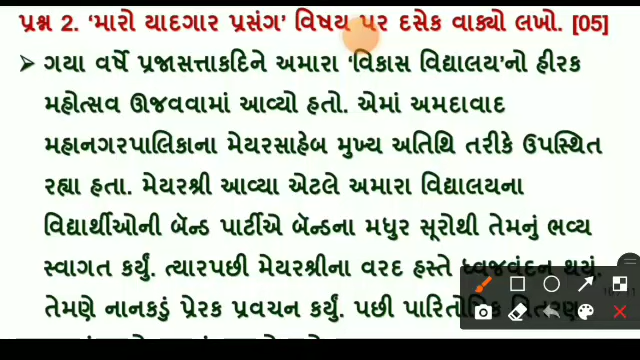 પ્રશ્ન 2. ‘મારો યાદગાર પ્રસંગ’ વિષય પર દસેક વાક્યો લખો. [05]
➢ ગયા વર્ષે પ્રજાસત્તાકદિને અમારા ‘વિકાસ વિદ્યાલય’નો હીરક
મહોત્સવ ઊજવવામાં આવ્યો હતો. એમાં અમદાવાદ
મહાનગરપાલિકાના મેયરસાહેબ મુખ્ય અતિથિ તરીકે ઉપસ્થિત
રહ્યા હતા. મેયરશ્રી આવ્યા એટલે અમારા વિદ્યાલયના
વિદ્યાર્થીઓની બૅન્ડ પાર્ટીએ બૅન્ડના મધુર સૂરોથી તેમનું ભવ્ય
સ્વાગત કર્યું. ત્યારપછી મેયરશ્રીના વરદ હસ્તે ધ્વજવંદન થયું.
તેમણે નાનકડું પ્રેરક પ્રવચન કર્યું. પછી પારિતોષિક વિતરણ